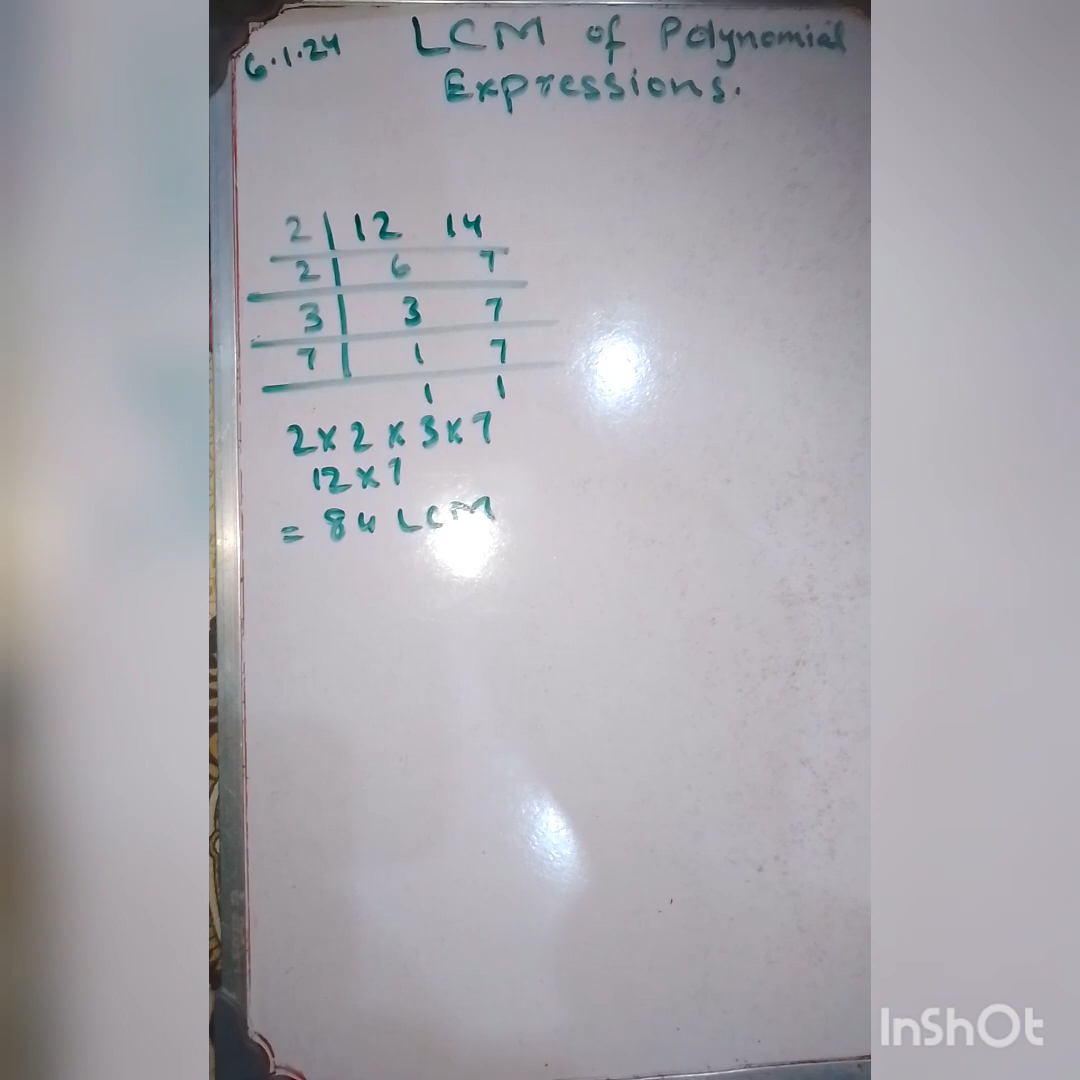 6.1.24
LCM of Polynomial
Expressions.
2 | 12 14
2 | 6 7
3 | 3 7
7 | 1 7
1 1
2 x 2 x 3 x 7
12 x 7
= 84 LCM
InShOt